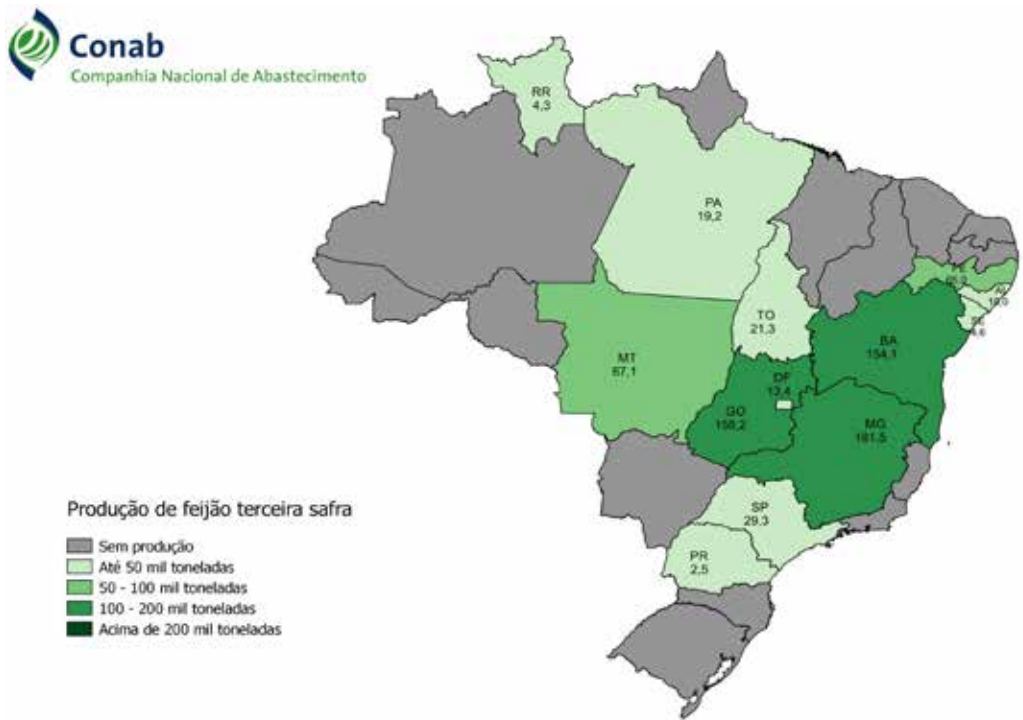 Conab
Companhia Nacional de Abastecimento
RR
4,3
PA
19,2
TO
21,3
MT
67,1
BA
154,1
DF
13,4
GO
158,2
MG
181,5
SP
29,3
PR
2,5
Produção de feijão terceira safra
Sem produção
Até 50 mil toneladas
50 - 100 mil toneladas
100 - 200 mil toneladas
Acima de 200 mil toneladas